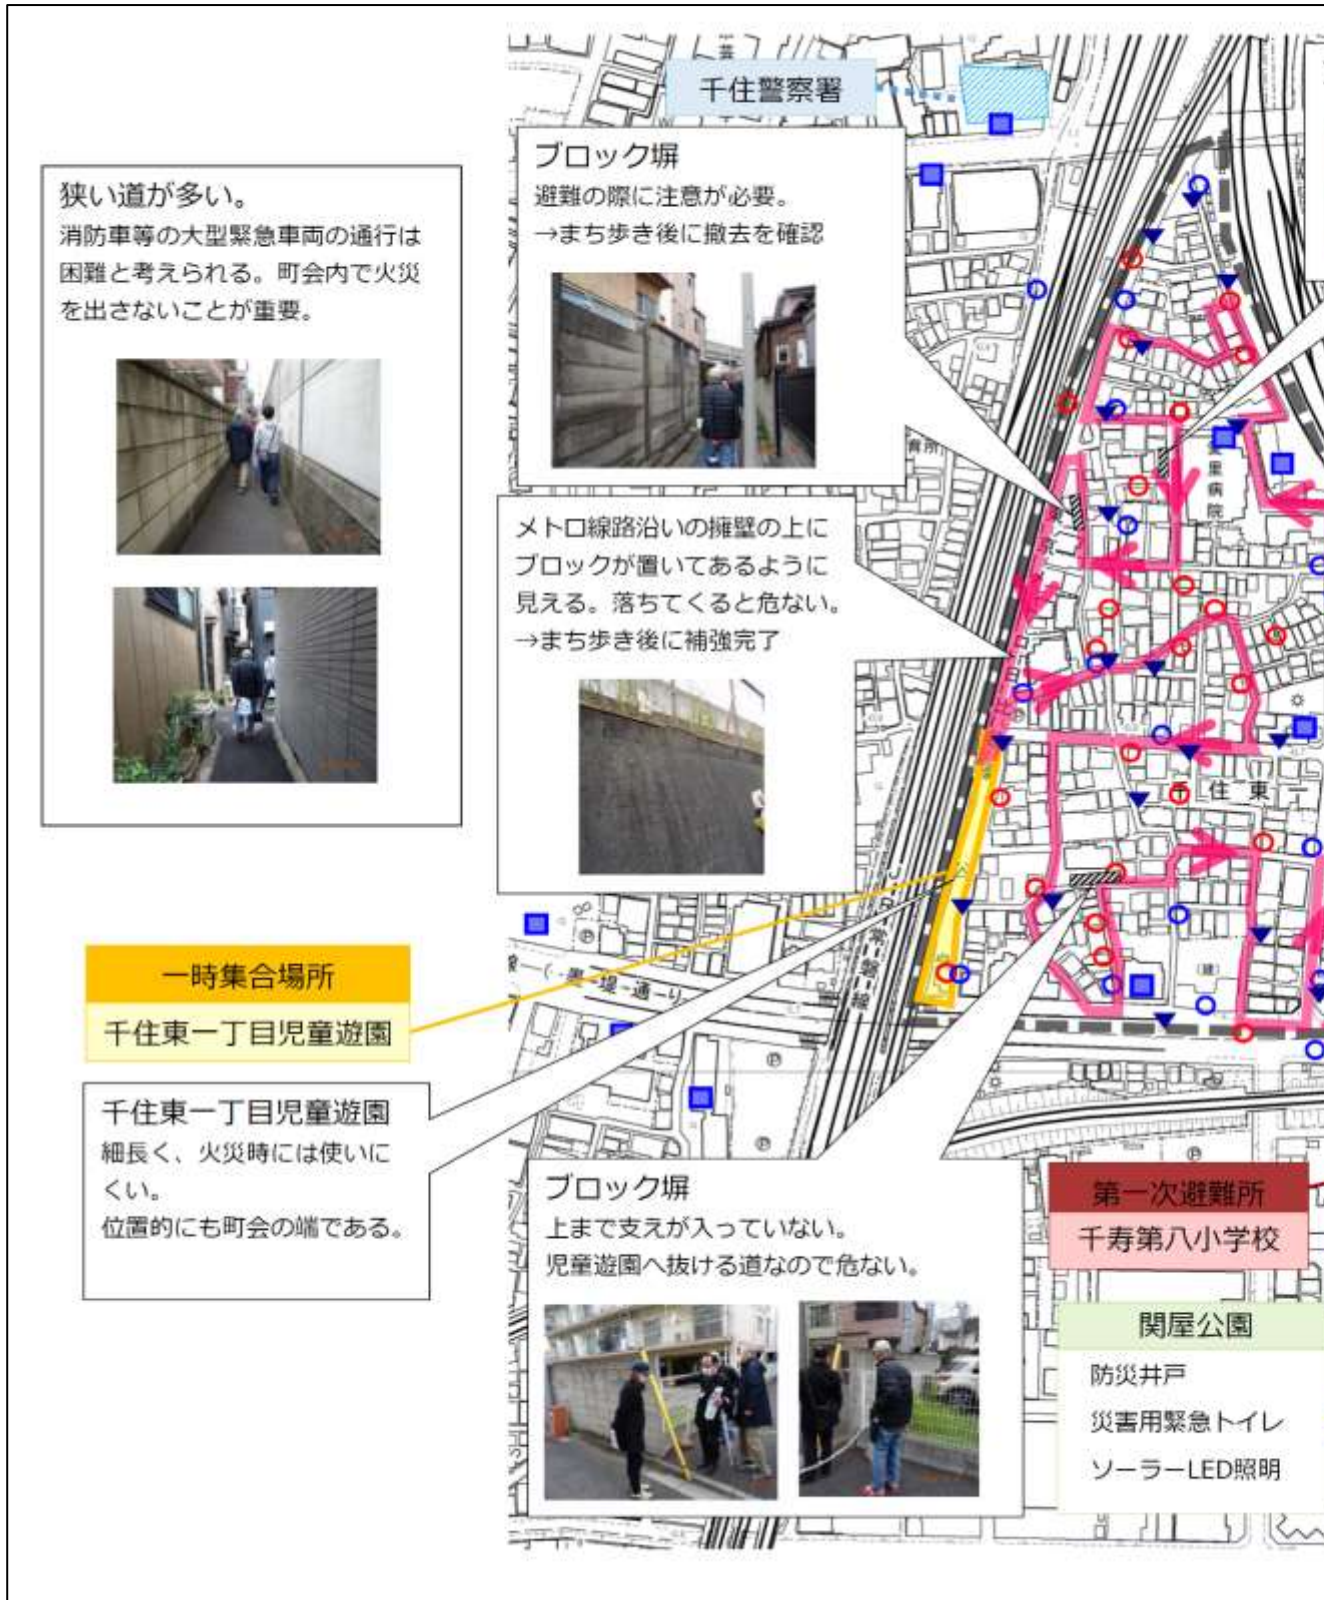 千住警察署
狭い道が多い。
消防車等の大型緊急車両の通行は
困難と考えられる。町会内で火災
を出さないことが重要。
ブロック塀
避難の際に注意が必要。
→まち歩き後に撤去を確認
メトロ線路沿いの擁壁の上に
ブロックが置いてあるように
見える。落ちてくると危ない。
→まち歩き後に補強完了
千住東一
JR常磐線
墨堤通り
一時集合場所
千住東一丁目児童遊園
千住東一丁目児童遊園
細長く、火災時には使いに
くい。
位置的にも町会の端である。
ブロック塀
上まで支えが入っていない。
児童遊園へ抜ける道なので危ない。
第一次避難所
千寿第八小学校
関屋公園
防災井戸
災害用緊急トイレ
ソーラーLED照明